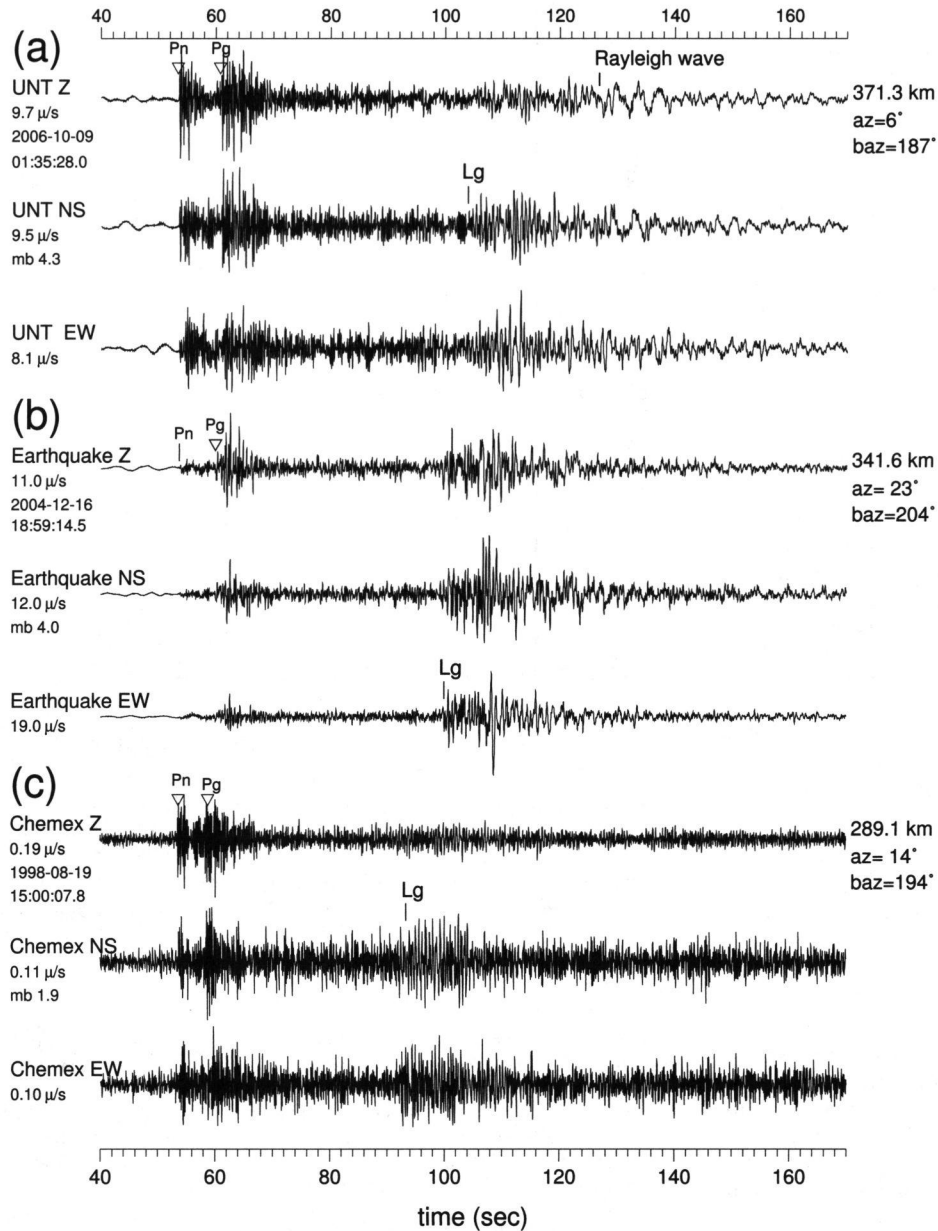 40 60 80 100 120 140 160
(a)
Pn Pg
Rayleigh wave
UNT Z
9.7 μ/s
2006-10-09
01:35:28.0
371.3 km
az=6°
baz=187°
Lg
UNT NS
9.5 μ/s
mb 4.3
UNT EW
8.1 μ/s
(b)
Pn Pg
Earthquake Z
11.0 μ/s
2004-12-16
18:59:14.5
341.6 km
az= 23°
baz=204°
Earthquake NS
12.0 μ/s
mb 4.0
Lg
Earthquake EW
19.0 μ/s
(c)
Pn Pg
Chemex Z
0.19 μ/s
1998-08-19
15:00:07.8
289.1 km
az= 14°
baz=194°
Lg
Chemex NS
0.11 μ/s
mb 1.9
Chemex EW
0.10 μ/s
40 60 80 100 120 140 160
time (sec)